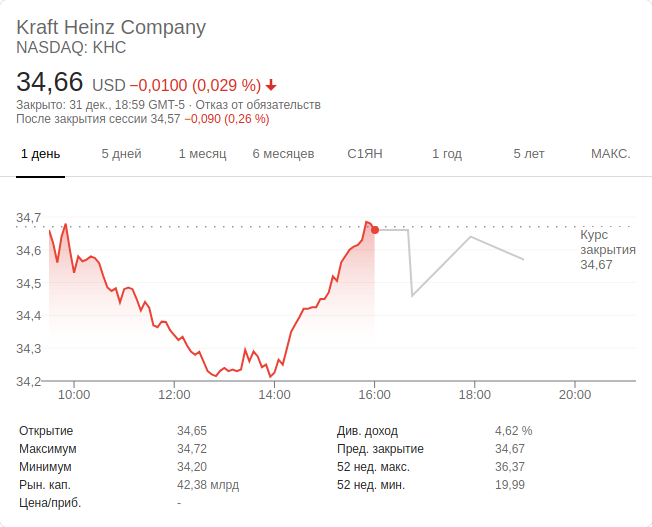 Kraft Heinz Company
NASDAQ: KHC
34,66 USD −0,0100 (0,029 %)
Закрыто: 31 дек., 18:59 GMT-5 · Отказ от обязательств
После закрытия сессии 34,57 −0,090 (0,26 %)
1 день 5 дней 1 месяц 6 месяцев С1ЯН 1 год 5 лет МАКС.
34,7
34,6
34,5
34,4
34,3
34,2
Курс
закрытия
34,67
10:00 12:00 14:00 16:00 18:00 20:00
Открытие 34,65 Див. доход 4,62 %
Максимум 34,72 Пред. закрытие 34,67
Минимум 34,20 52 нед. макс. 36,37
Рын. кап. 42,38 млрд 52 нед. мин. 19,99
Цена/приб. -